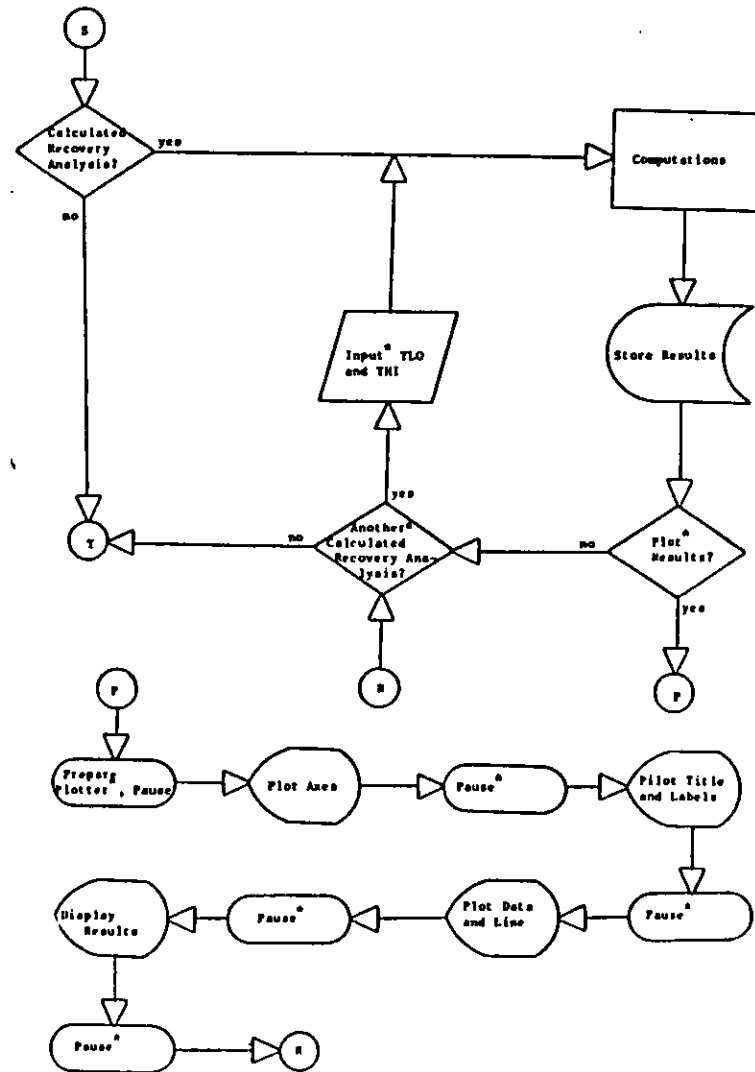 S
Calculated
Recovery
Analysis?
yes
no
Computations
Input* TLO
and THI
Store Results
yes
Another*
Calculated
Recovery Ana-
lysis?
no
T
no
Plot*
Results?
yes
P
P
Prepare
Plotter*, Pause
Plot Axes
Pause*
Pilot Title
and Labels
Display
Results
Pause*
Plot Data
and Line
Pause*
Pause*